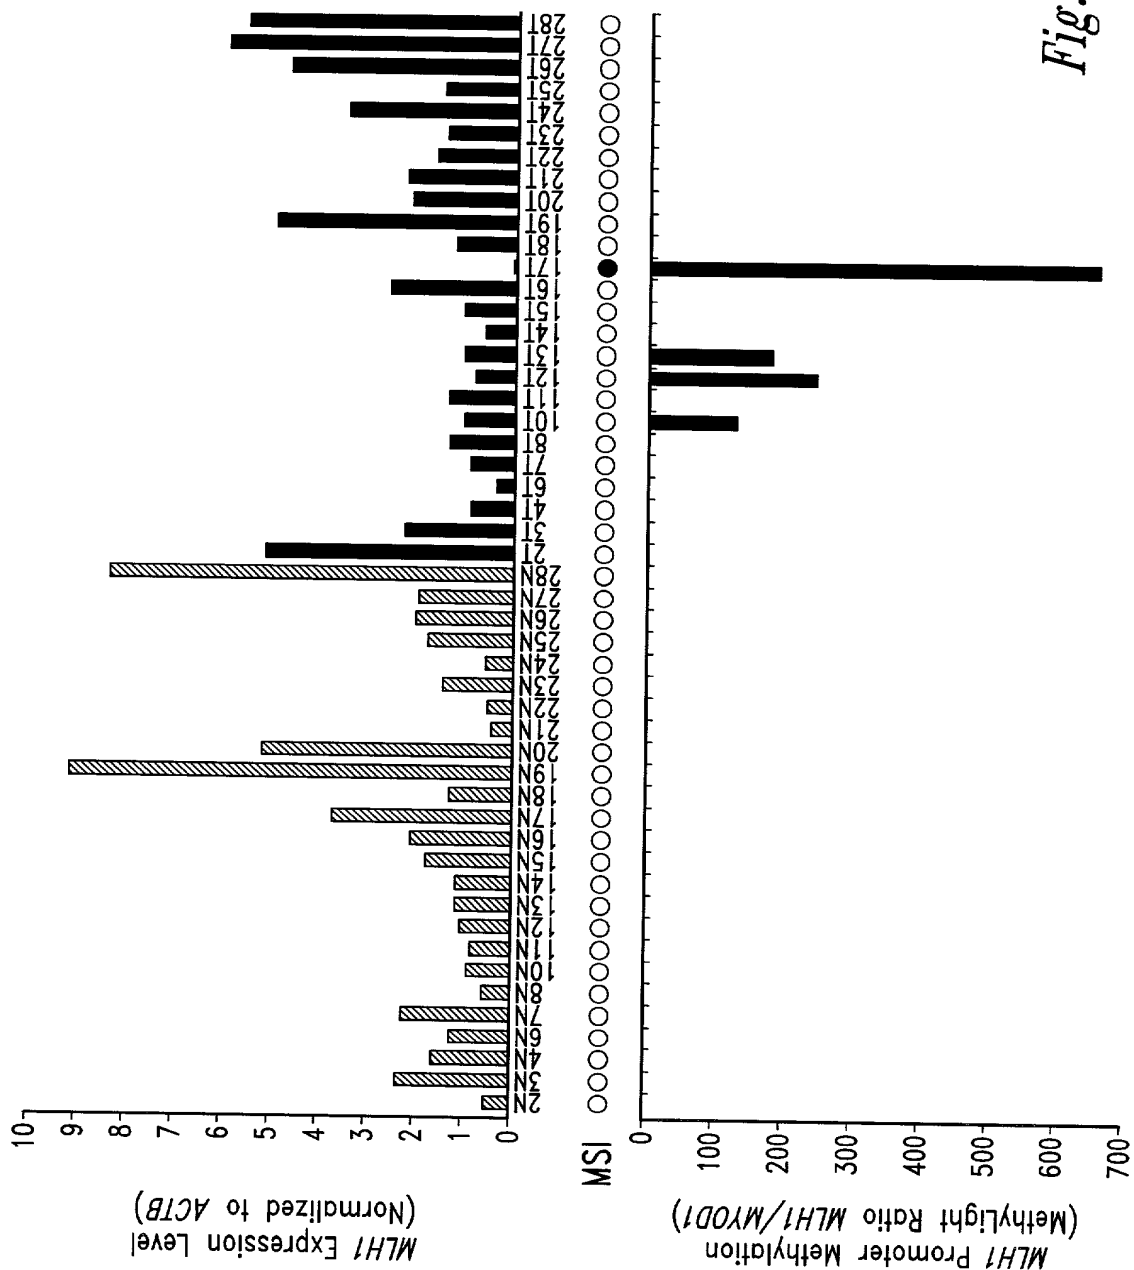 MLH1 Expression Level
(Normalized to ACTB)
10
9
8
7
6
5
4
3
2
1
0
2N 3N 4N 6N 7N 8N 10N 11N 12N 13N 14N 15N 16N 17N 18N 19N 20N 21N 22N 23N 24N 25N 26N 27N 28N 2T 3T 4T 6T 7T 8T 10T 11T 12T 13T 14T 15T 16T 17T 18T 19T 20T 21T 22T 23T 24T 25T 26T 27T 28T
MSI
MLH1 Promoter Methylation
(MethyLight Ratio MLH1/MYOD1)
0
100
200
300
400
500
600
700
Fig.